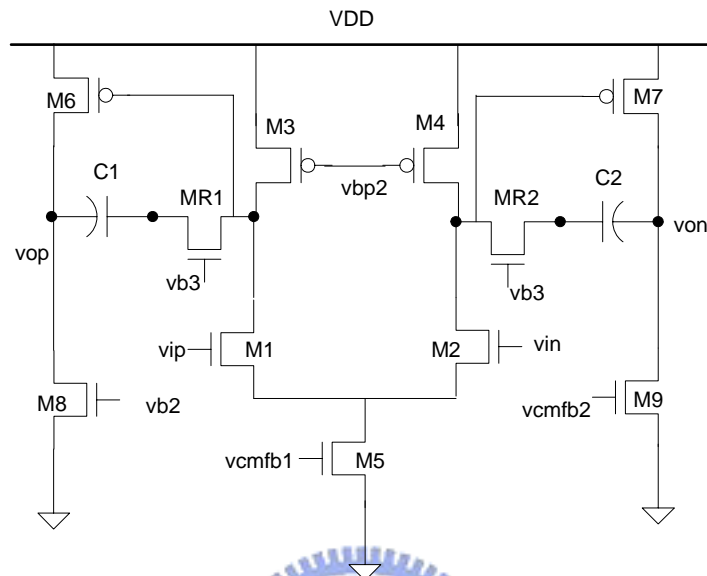 VDD
M6
M3
M4
M7
C1
MR1
vbp2
MR2
C2
vop
von
vb3
vb3
vip
M1
M2
vin
M8
vb2
vcmfb2
M9
vcmfb1
M5